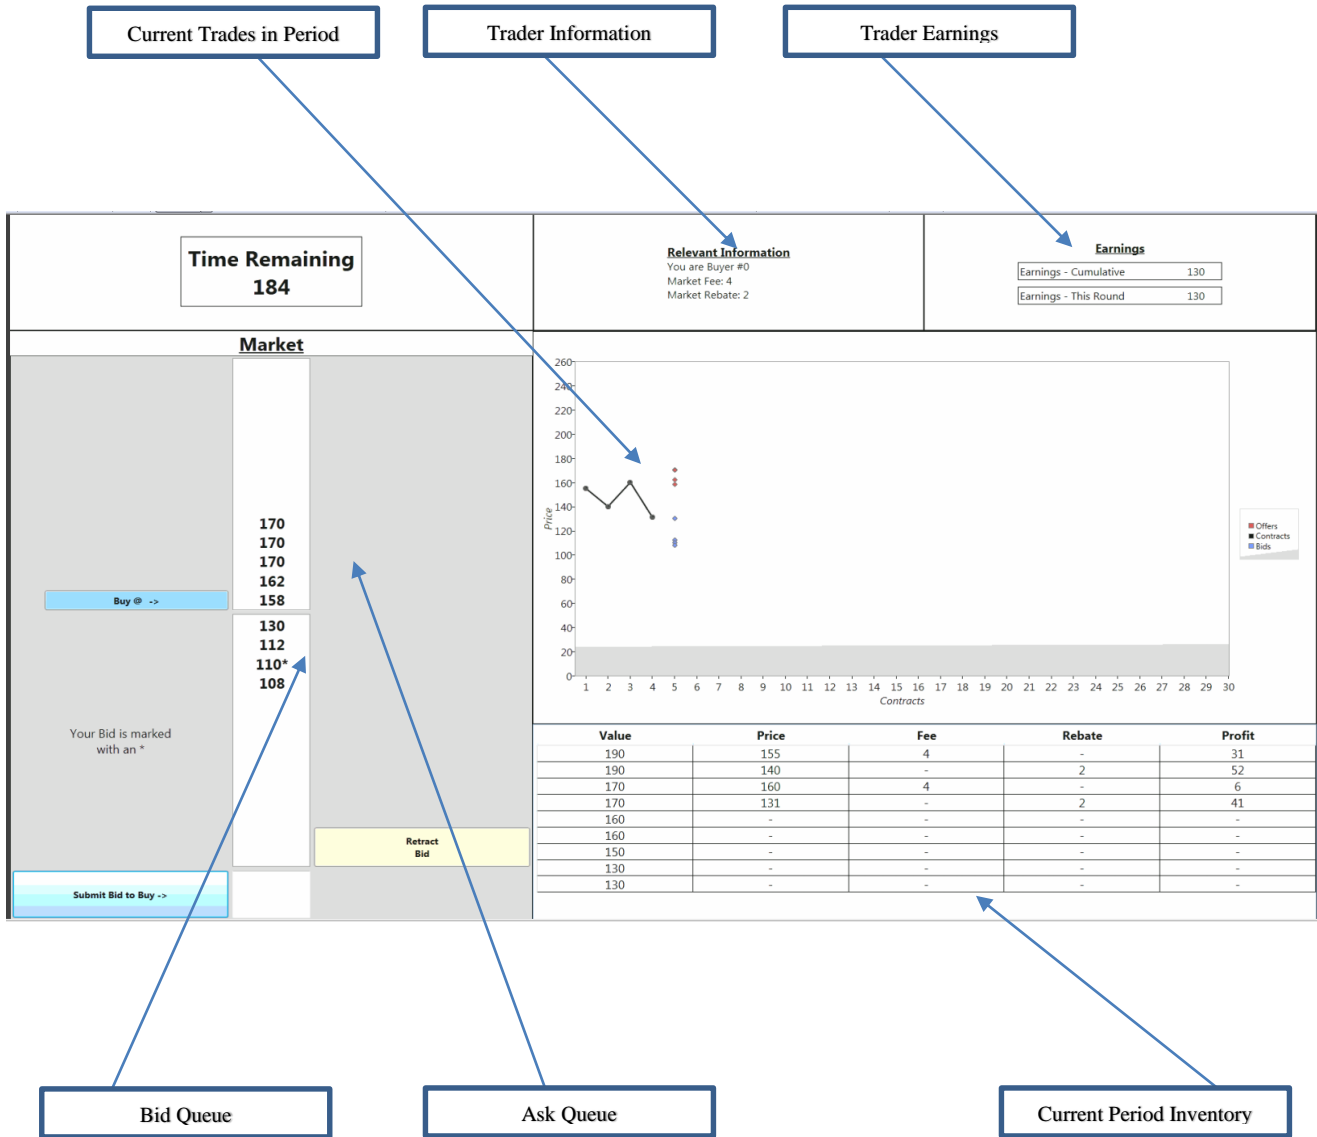 Current Trades in Period
Trader Information
Trader Earnings
Time Remaining
184
Relevant Information
You are Buyer #0
Market Fee: 4
Market Rebate: 2
Earnings
Earnings - Cumulative 130
Earnings - This Round 130
Market
170
170
170
162
Buy @ -> 158
130
112
110*
108
Your Bid is marked
with an *
Retract
Bid
Submit Bid to Buy ->
260
240
220
200
180
160
140
120
100
80
60
40
20
0
Price
1 2 3 4 5 6 7 8 9 10 11 12 13 14 15 16 17 18 19 20 21 22 23 24 25 26 27 28 29 30
Contracts
Offers
Contracts
Bids
Value Price Fee Rebate Profit
190 155 4 - 31
190 140 - 2 52
170 160 4 - 6
170 131 - 2 41
160 - - - -
160 - - - -
150 - - - -
130 - - - -
130 - - - -
Bid Queue
Ask Queue
Current Period Inventory